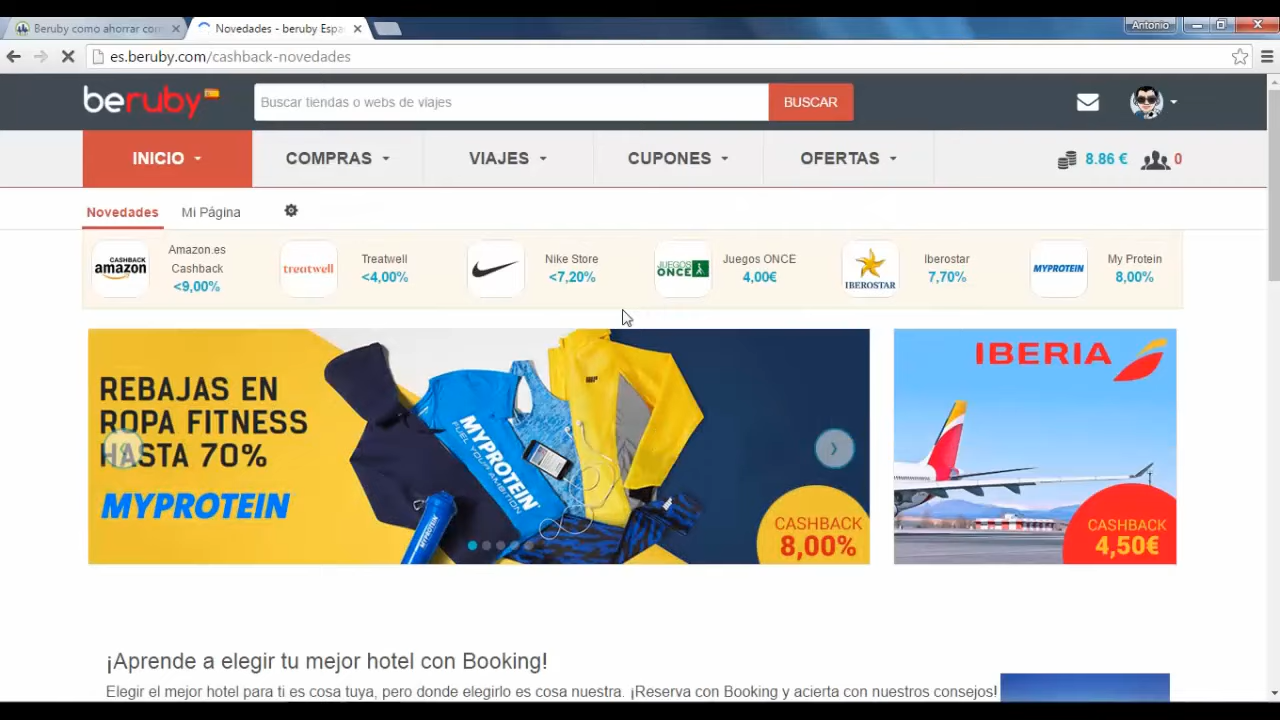 Beruby como ahorrar con
Novedades - beruby Espa
Antonio
es.beruby.com/cashback-novedades
beruby
Buscar tiendas o webs de viajes
BUSCAR
INICIO
COMPRAS
VIAJES
CUPONES
OFERTAS
8.86 €
0
Novedades
Mi Página
CASHBACK
amazon
Amazon.es
Cashback
<9,00%
treatwell
Treatwell
<4,00%
Nike Store
<7,20%
JUEGOS
ONCE
Juegos ONCE
4,00€
IBEROSTAR
Iberostar
7,70%
MYPROTEIN
My Protein
8,00%
REBAJAS EN
ROPA FITNESS
HASTA 70%
MYPROTEIN
MYPROTEIN
FUEL YOUR AMBITION
CASHBACK
8,00%
IBERIA
CASHBACK
4,50€
¡Aprende a elegir tu mejor hotel con Booking!
Elegir el mejor hotel para ti es cosa tuya, pero donde elegirlo es cosa nuestra. ¡Reserva con Booking y acierta con nuestros consejos!